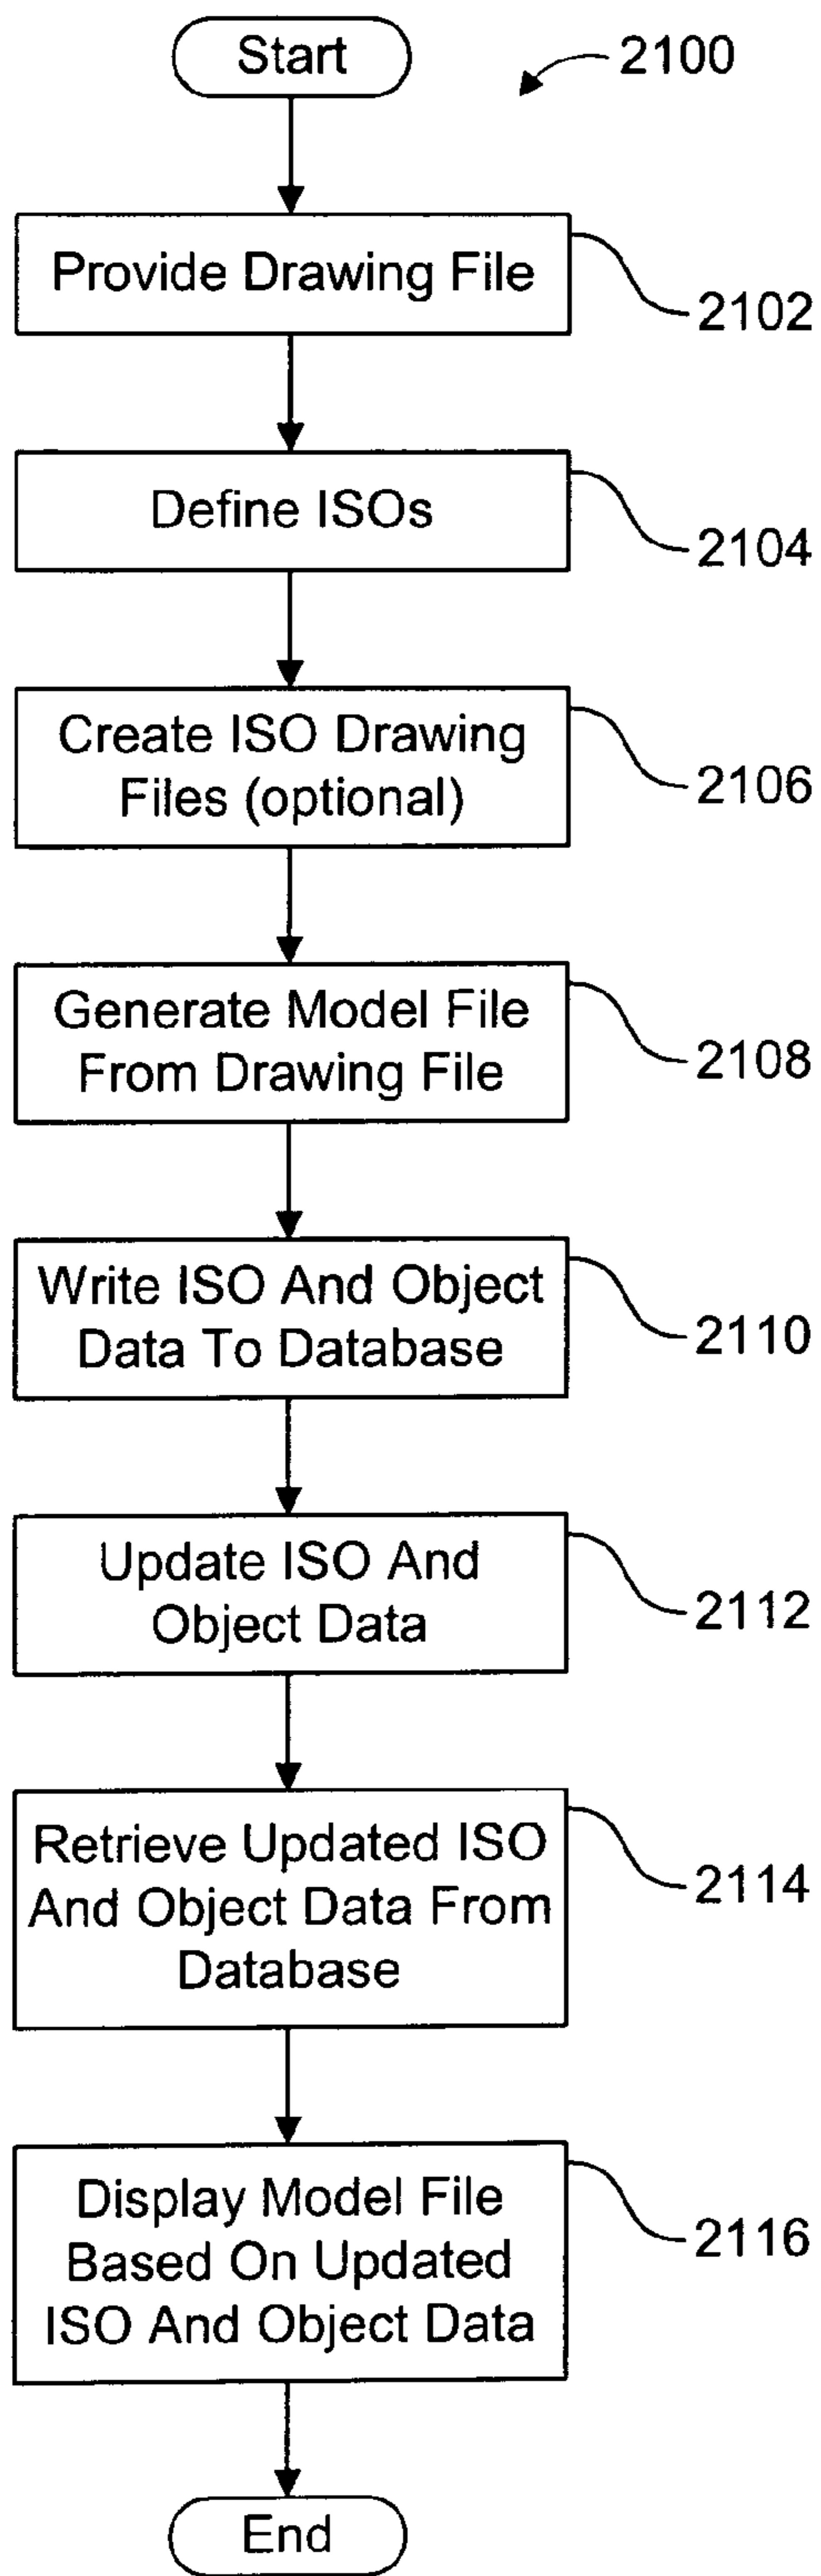 Start
2100
Provide Drawing File
2102
Define ISOs
2104
Create ISO Drawing
Files (optional)
2106
Generate Model File
From Drawing File
2108
Write ISO And Object
Data To Database
2110
Update ISO And
Object Data
2112
Retrieve Updated ISO
And Object Data From
Database
2114
Display Model File
Based On Updated
ISO And Object Data
2116
End